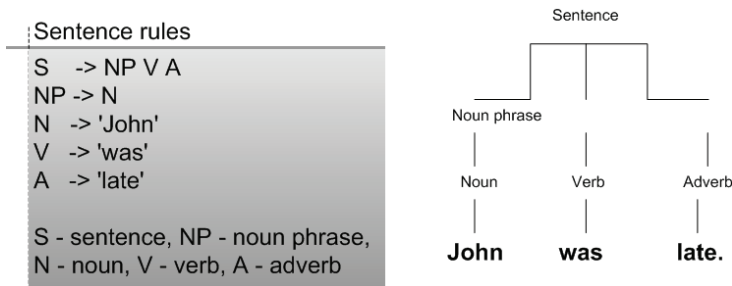 Sentence rules
S -> NP V A
NP -> N
N -> 'John'
V -> 'was'
A -> 'late'
S - sentence, NP - noun phrase,
N - noun, V - verb, A - adverb
Sentence
Noun phrase
Noun Verb Adverb
John was late.